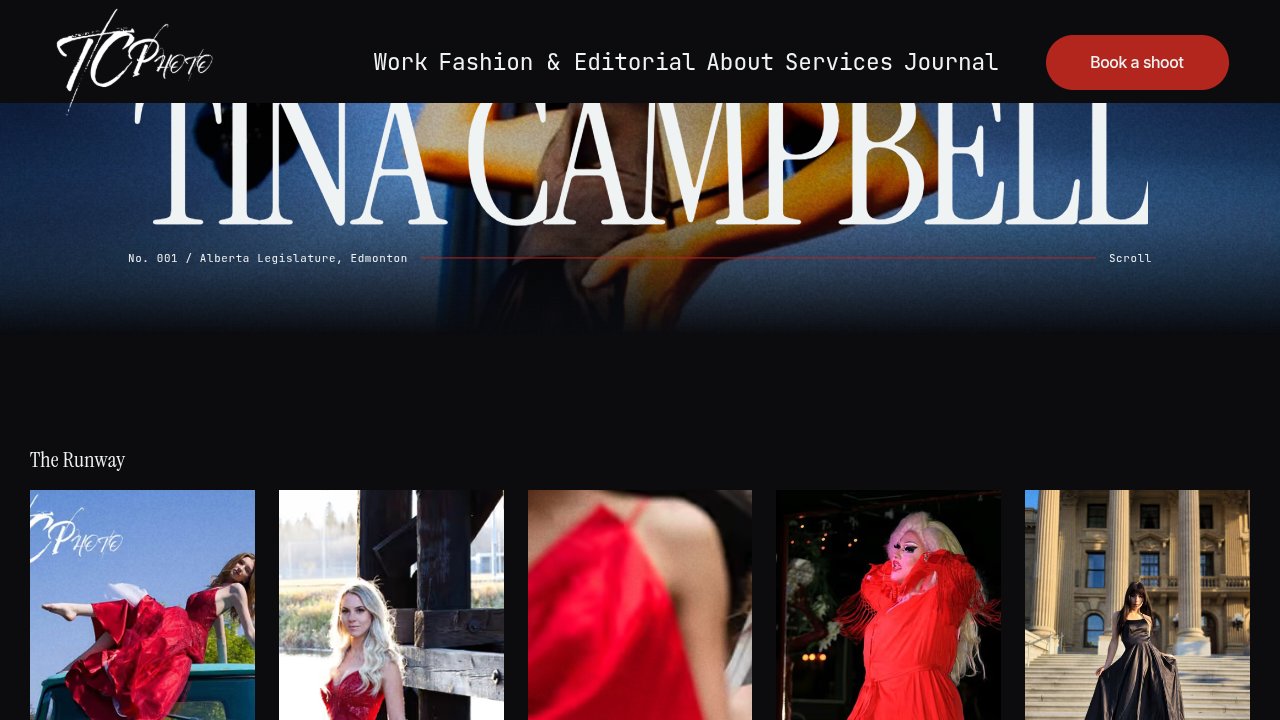 TCPHOTO
Work Fashion & Editorial About Services Journal
Book a shoot
TINA CAMPBELL
No. 001 / Alberta Legislature, Edmonton
Scroll
The Runway
CPHOTO